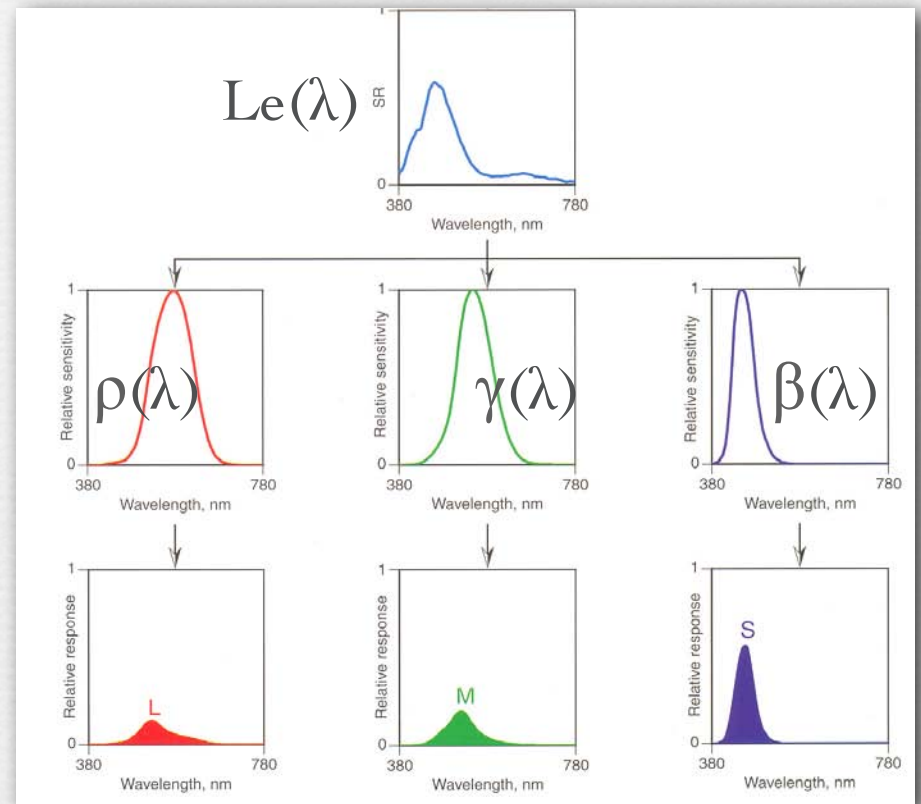 1
Le(λ)
SR
0
380
780
Wavelength, nm
1
Relative sensitivity
ρ(λ)
0
380
780
Wavelength, nm
1
Relative sensitivity
γ(λ)
0
380
780
Wavelength, nm
1
Relative sensitivity
β(λ)
0
380
780
Wavelength, nm
1
Relative response
L
0
380
780
Wavelength, nm
1
Relative response
M
0
380
780
Wavelength, nm
1
Relative response
S
0
380
780
Wavelength, nm